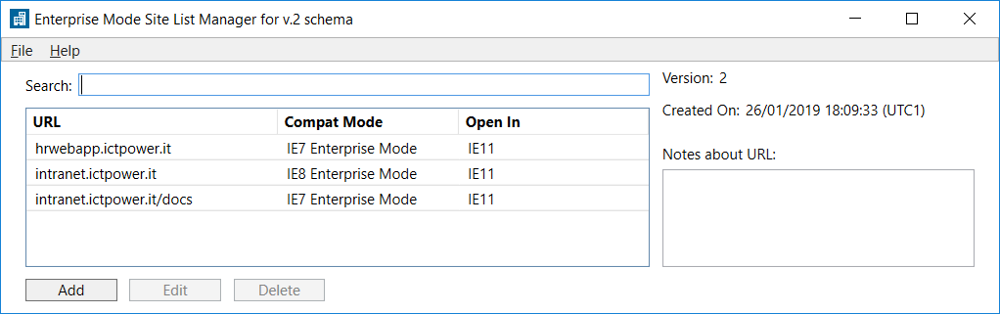 Enterprise Mode Site List Manager for v.2 schema
File Help
Search:
Version: 2
Created On: 26/01/2019 18:09:33 (UTC1)
URL Compat Mode Open In
hrwebapp.ictpower.it IE7 Enterprise Mode IE11
intranet.ictpower.it IE8 Enterprise Mode IE11
intranet.ictpower.it/docs IE7 Enterprise Mode IE11
Notes about URL:
Add Edit Delete